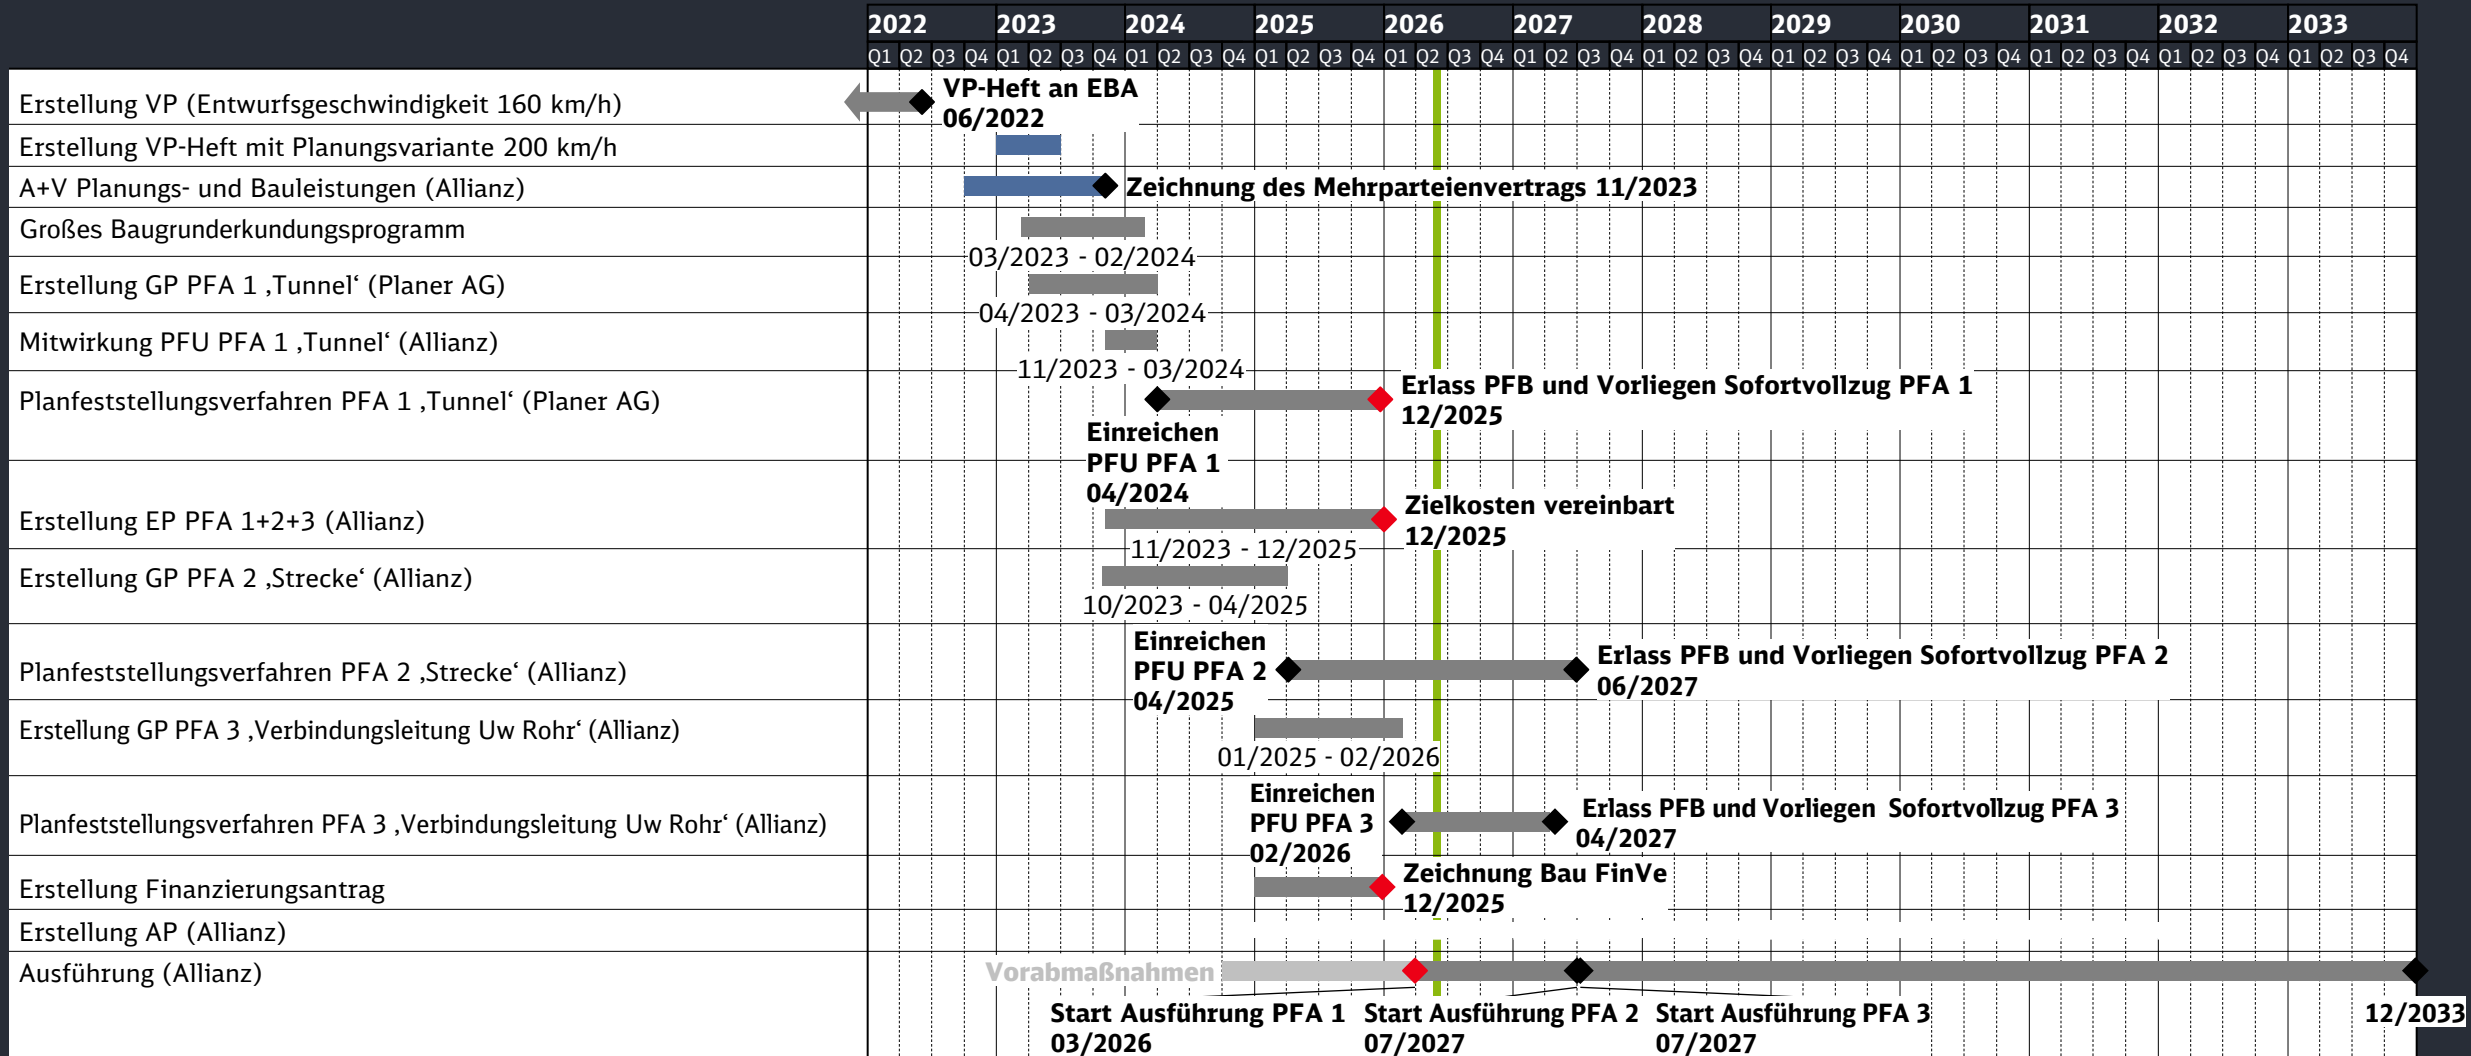 2022 2023 2024 2025 2026 2027 2028 2029 2030 2031 2032 2033
Q1 Q2 Q3 Q4 Q1 Q2 Q3 Q4 Q1 Q2 Q3 Q4 Q1 Q2 Q3 Q4 Q1 Q2 Q3 Q4 Q1 Q2 Q3 Q4 Q1 Q2 Q3 Q4 Q1 Q2 Q3 Q4 Q1 Q2 Q3 Q4 Q1 Q2 Q3 Q4 Q1 Q2 Q3 Q4 Q1 Q2 Q3 Q4
Erstellung VP (Entwurfsgeschwindigkeit 160 km/h)
VP-Heft an EBA
06/2022
Erstellung VP-Heft mit Planungsvariante 200 km/h
A+V Planungs- und Bauleistungen (Allianz)
Zeichnung des Mehrparteienvertrags 11/2023
Großes Baugrunderkundungsprogramm
03/2023 - 02/2024
Erstellung GP PFA 1 ‚Tunnel‘ (Planer AG)
04/2023 - 03/2024
Mitwirkung PFU PFA 1 ‚Tunnel‘ (Allianz)
11/2023 - 03/2024
Planfeststellungsverfahren PFA 1 ‚Tunnel‘ (Planer AG)
Erlass PFB und Vorliegen Sofortvollzug PFA 1
12/2025
Einreichen
PFU PFA 1
04/2024
Erstellung EP PFA 1+2+3 (Allianz)
Zielkosten vereinbart
12/2025
11/2023 - 12/2025
Erstellung GP PFA 2 ‚Strecke‘ (Allianz)
10/2023 - 04/2025
Planfeststellungsverfahren PFA 2 ‚Strecke‘ (Allianz)
Einreichen
PFU PFA 2
04/2025
Erlass PFB und Vorliegen Sofortvollzug PFA 2
06/2027
Erstellung GP PFA 3 ‚Verbindungsleitung Uw Rohr‘ (Allianz)
01/2025 - 02/2026
Planfeststellungsverfahren PFA 3 ‚Verbindungsleitung Uw Rohr‘ (Allianz)
Einreichen
PFU PFA 3
02/2026
Erlass PFB und Vorliegen Sofortvollzug PFA 3
04/2027
Erstellung Finanzierungsantrag
Zeichnung Bau FinVe
12/2025
Erstellung AP (Allianz)
Ausführung (Allianz)
Vorabmaßnahmen
Start Ausführung PFA 1
03/2026
Start Ausführung PFA 2
07/2027
Start Ausführung PFA 3
07/2027
12/2033